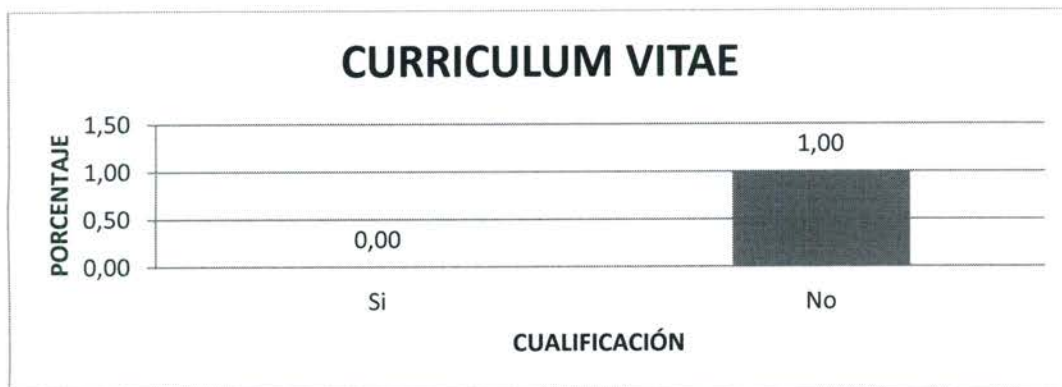 CURRICULUM VITAE
PORCENTAJE
1,50
1,00
0,50
0,00
0,00
1,00
Si
No
CUALIFICACIÓN